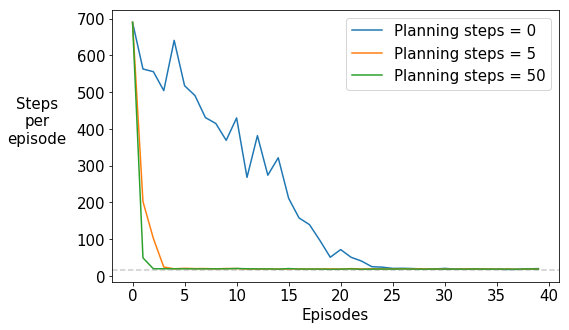 700
600
500
400
300
200
100
0
Steps
per
episode
Planning steps = 0
Planning steps = 5
Planning steps = 50
0 5 10 15 20 25 30 35 40
Episodes